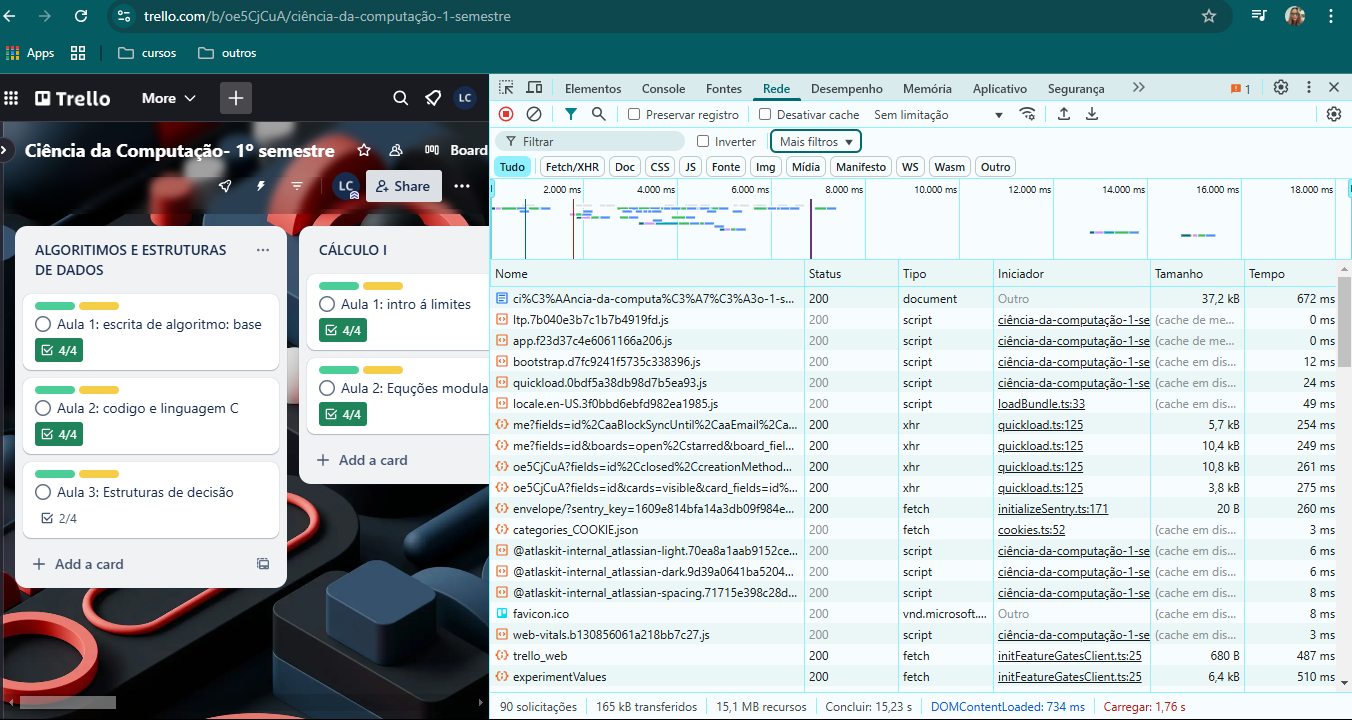 trello.com/b/oe5CjCuA/ciência-da-computação-1-semestre
Apps
cursos
outros
Trello
More
LC
Ciência da Computação- 1º semestre
Board
LC
Share
ALGORITIMOS E ESTRUTURAS
DE DADOS
Aula 1: escrita de algoritmo: base
4/4
Aula 2: codigo e linguagem C
4/4
Aula 3: Estruturas de decisão
2/4
Add a card
CÁLCULO I
Aula 1: intro á limites
4/4
Aula 2: Equções modula
4/4
Add a card
Elementos Console Fontes Rede Desempenho Memória Aplicativo Segurança 1
Preservar registro Desativar cache Sem limitação
Filtrar Inverter Mais filtros
Tudo Fetch/XHR Doc CSS JS Fonte Img Mídia Manifesto WS Wasm Outro
2.000 ms 4.000 ms 6.000 ms 8.000 ms 10.000 ms 12.000 ms 14.000 ms 16.000 ms 18.000 ms
Nome Status Tipo Iniciador Tamanho Tempo
ci%C3%AAncia-da-computa%C3%A7%C3%A3o-1-s... 200 document Outro 37,2 kB 672 ms
ltp.7b040e3b7c1b7b4919fd.js 200 script ciência-da-computação-1-se (cache de me... 0 ms
app.f23d37c4e6061166a206.js 200 script ciência-da-computação-1-se (cache de me... 0 ms
bootstrap.d7fc9241f5735c338396.js 200 script ciência-da-computação-1-se (cache em dis... 12 ms
quickload.0bdf5a38db98d7b5ea93.js 200 script ciência-da-computação-1-se (cache em dis... 24 ms
locale.en-US.3f0bbd6ebfd982ea1985.js 200 script loadBundle.ts:33 (cache em dis... 49 ms
me?fields=id%2CaaBlockSyncUntil%2CaaEmail%2Ca... 200 xhr quickload.ts:125 5,7 kB 254 ms
me?fields=id&boards=open%2Cstarred&board_fiel... 200 xhr quickload.ts:125 10,4 kB 249 ms
oe5CjCuA?fields=id%2Cclosed%2CcreationMethod... 200 xhr quickload.ts:125 10,8 kB 261 ms
oe5CjCuA?fields=id&cards=visible&card_fields=id%... 200 xhr quickload.ts:125 3,8 kB 275 ms
envelope/?sentry_key=1609e814bfa14a3db09f984e... 200 fetch initializeSentry.ts:171 20 B 260 ms
categories_COOKIE.json 200 fetch cookies.ts:52 (cache em dis... 3 ms
@atlaskit-internal_atlassian-light.70ea8a1aab9152ce... 200 script ciência-da-computação-1-se (cache em dis... 6 ms
@atlaskit-internal_atlassian-dark.9d39a0641ba5204... 200 script ciência-da-computação-1-se (cache em dis... 6 ms
@atlaskit-internal_atlassian-spacing.71715e398c28d... 200 script ciência-da-computação-1-se (cache em dis... 8 ms
favicon.ico 200 vnd.microsoft.... Outro (cache em dis... 8 ms
web-vitals.b130856061a218bb7c27.js 200 script ciência-da-computação-1-se (cache em dis... 3 ms
trello_web 200 fetch initFeatureGatesClient.ts:25 680 B 487 ms
experimentValues 200 fetch initFeatureGatesClient.ts:25 6,4 kB 510 ms
90 solicitações 165 kB transferidos 15,1 MB recursos Concluir: 15,23 s DOMContentLoaded: 734 ms Carregar: 1,76 s